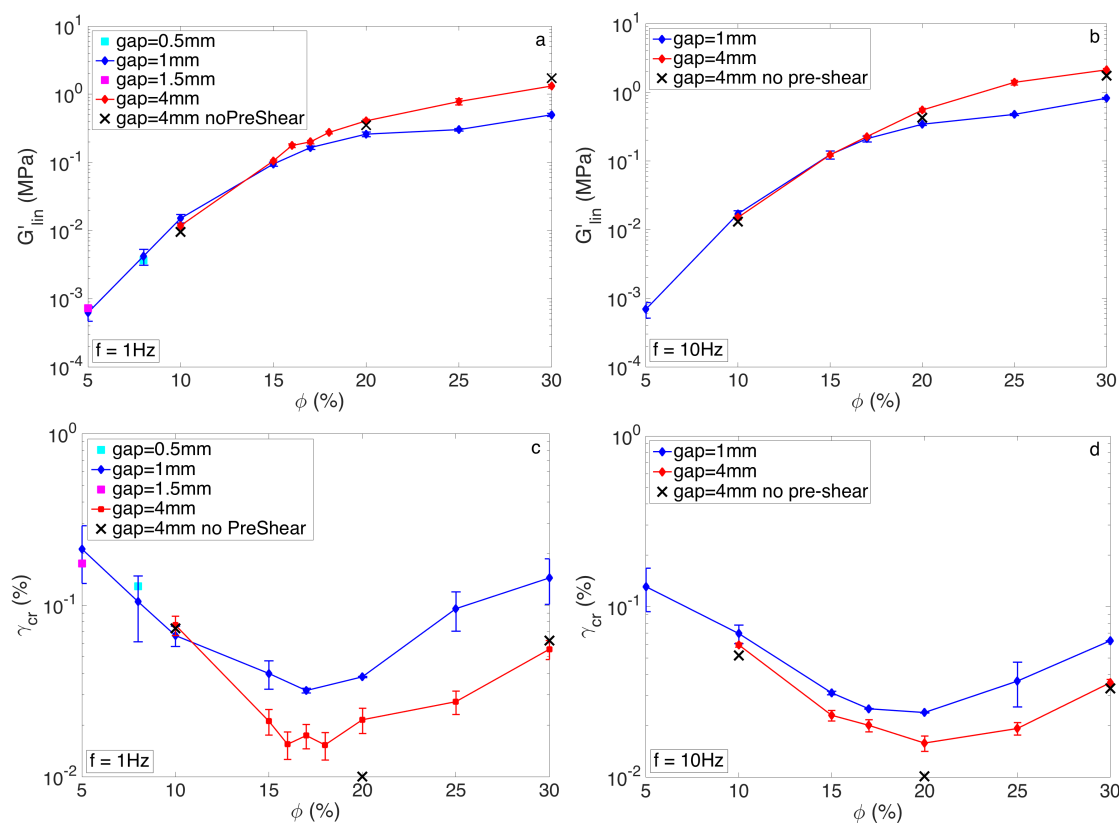 a
gap=0.5mm
gap=1mm
gap=1.5mm
gap=4mm
gap=4mm noPreShear
10^1
10^0
10^-1
10^-2
10^-3
10^-4
G'lin (MPa)
f = 1Hz
5 10 15 20 25 30
ϕ (%)
b
gap=1mm
gap=4mm
gap=4mm no pre-shear
10^1
10^0
10^-1
10^-2
10^-3
10^-4
G'lin (MPa)
f = 10Hz
5 10 15 20 25 30
ϕ (%)
c
gap=0.5mm
gap=1mm
gap=1.5mm
gap=4mm
gap=4mm no PreShear
10^0
10^-1
10^-2
γcr (%)
f = 1Hz
5 10 15 20 25 30
ϕ (%)
d
gap=1mm
gap=4mm
gap=4mm no pre-shear
10^0
10^-1
10^-2
γcr (%)
f = 10Hz
5 10 15 20 25 30
ϕ (%)